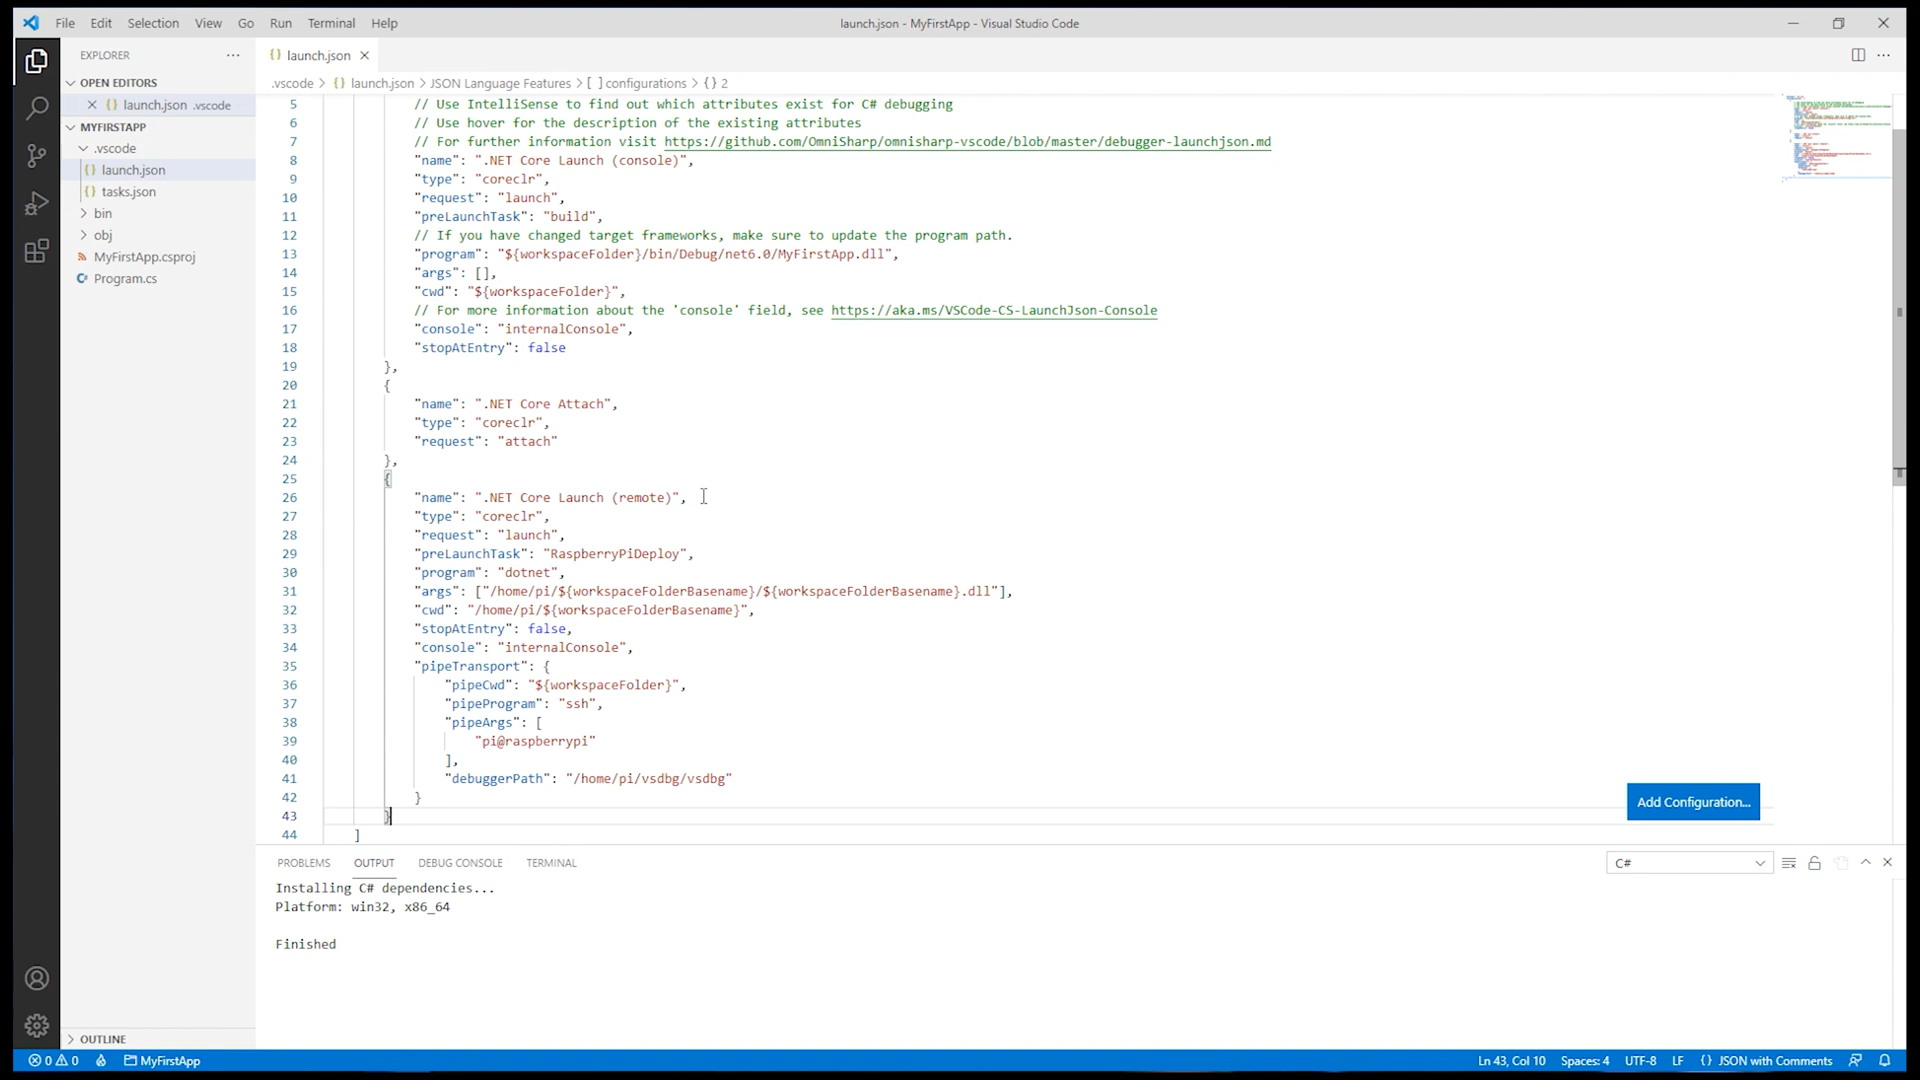 File Edit Selection View Go Run Terminal Help
launch.json - MyFirstApp - Visual Studio Code
EXPLORER
OPEN EDITORS
launch.json .vscode
MYFIRSTAPP
.vscode
launch.json
tasks.json
bin
obj
MyFirstApp.csproj
Program.cs
OUTLINE
{} launch.json
.vscode > {} launch.json > JSON Language Features > [ ] configurations > {} 2
5 // Use IntelliSense to find out which attributes exist for C# debugging
6 // Use hover for the description of the existing attributes
7 // For further information visit https://github.com/OmniSharp/omnisharp-vscode/blob/master/debugger-launchjson.md
8 "name": ".NET Core Launch (console)",
9 "type": "coreclr",
10 "request": "launch",
11 "preLaunchTask": "build",
12 // If you have changed target frameworks, make sure to update the program path.
13 "program": "${workspaceFolder}/bin/Debug/net6.0/MyFirstApp.dll",
14 "args": [],
15 "cwd": "${workspaceFolder}",
16 // For more information about the 'console' field, see https://aka.ms/VSCode-CS-LaunchJson-Console
17 "console": "internalConsole",
18 "stopAtEntry": false
19 },
20 {
21 "name": ".NET Core Attach",
22 "type": "coreclr",
23 "request": "attach"
24 },
25 {
26 "name": ".NET Core Launch (remote)",
27 "type": "coreclr",
28 "request": "launch",
29 "preLaunchTask": "RaspberryPiDeploy",
30 "program": "dotnet",
31 "args": ["/home/pi/${workspaceFolderBasename}/${workspaceFolderBasename}.dll"],
32 "cwd": "/home/pi/${workspaceFolderBasename}",
33 "stopAtEntry": false,
34 "console": "internalConsole",
35 "pipeTransport": {
36 "pipeCwd": "${workspaceFolder}",
37 "pipeProgram": "ssh",
38 "pipeArgs": [
39 "pi@raspberrypi"
40 ],
41 "debuggerPath": "/home/pi/vsdbg/vsdbg"
42 }
43 }
44 ]
Add Configuration...
PROBLEMS OUTPUT DEBUG CONSOLE TERMINAL
C#
Installing C# dependencies...
Platform: win32, x86_64
Finished
0 0 MyFirstApp
Ln 43, Col 10 Spaces: 4 UTF-8 LF {} JSON with Comments